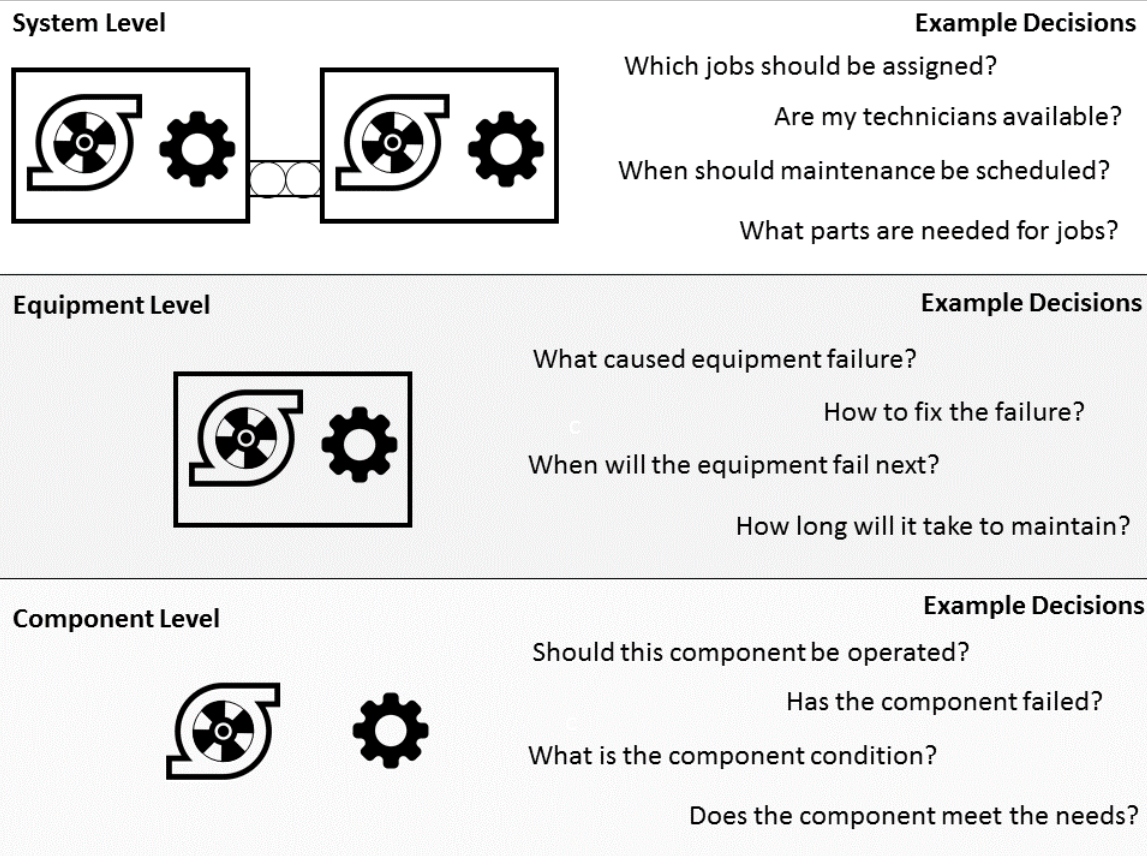 System Level
Example Decisions
Which jobs should be assigned?
Are my technicians available?
When should maintenance be scheduled?
What parts are needed for jobs?
Equipment Level
Example Decisions
What caused equipment failure?
How to fix the failure?
c
When will the equipment fail next?
How long will it take to maintain?
Component Level
Example Decisions
Should this component be operated?
Has the component failed?
What is the component condition?
Does the component meet the needs?